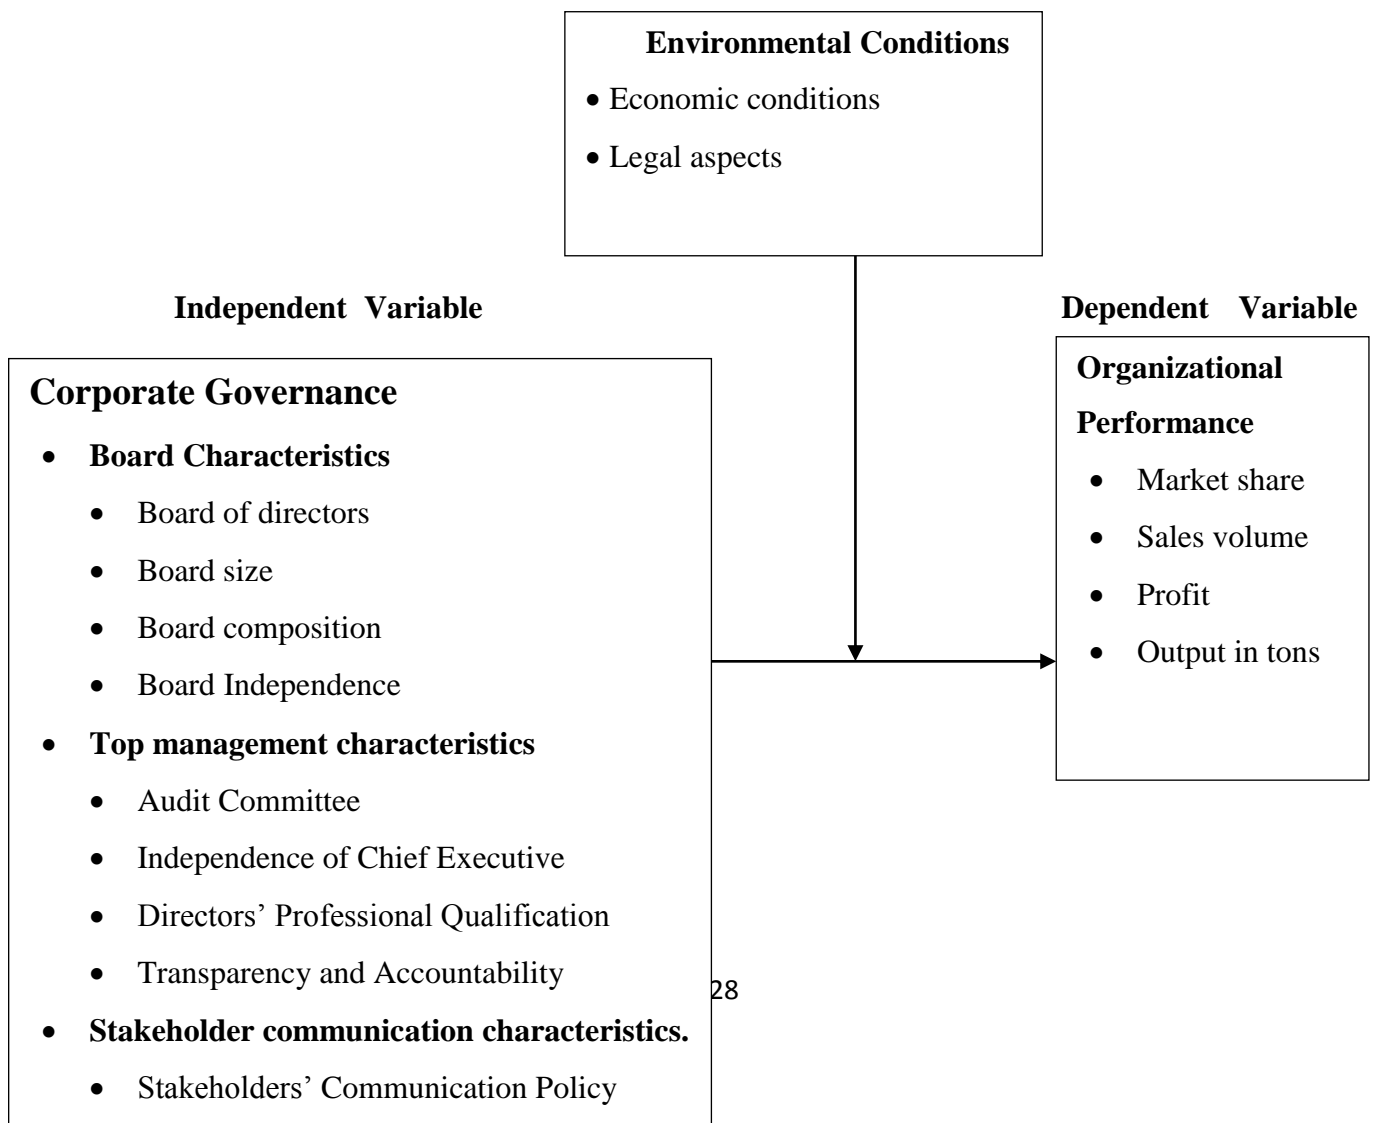 Environmental Conditions
• Economic conditions
• Legal aspects
Independent Variable
Dependent Variable
Corporate Governance
• Board Characteristics
• Board of directors
• Board size
• Board composition
• Board Independence
• Top management characteristics
• Audit Committee
• Independence of Chief Executive
• Directors’ Professional Qualification
• Transparency and Accountability
• Stakeholder communication characteristics.
• Stakeholders’ Communication Policy
Organizational
Performance
• Market share
• Sales volume
• Profit
• Output in tons
28